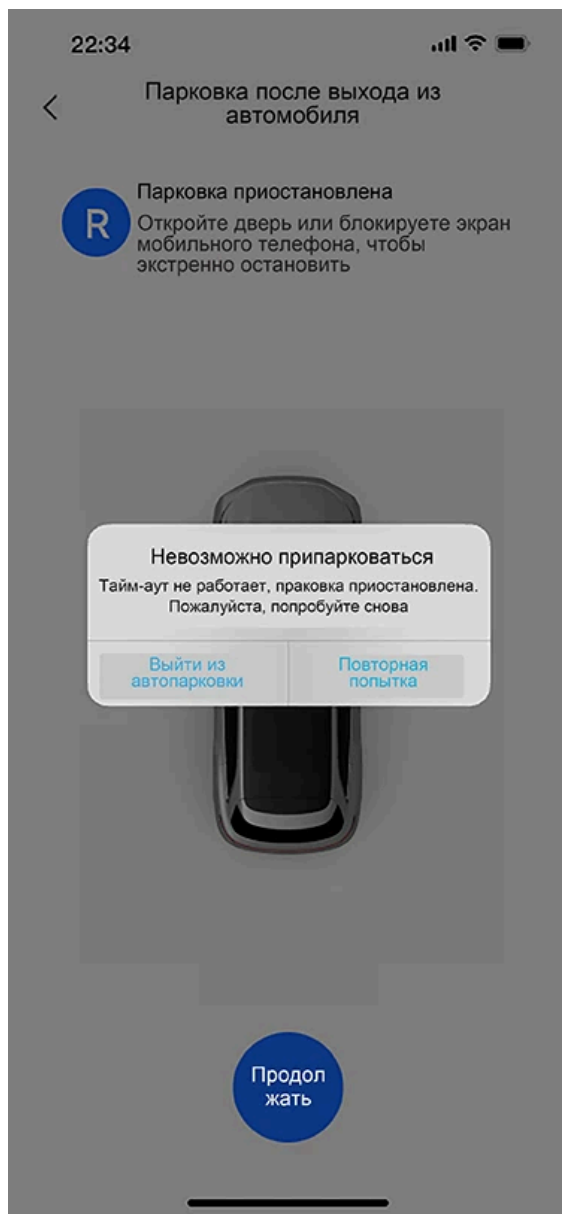 22:34
Парковка после выхода из
автомобиля
Парковка приостановлена
R
Откройте дверь или блокируете экран
мобильного телефона, чтобы
экстренно остановить
Невозможно припарковаться
Тайм-аут не работает, праковка приостановлена.
Пожалуйста, попробуйте снова
Выйти из
автопарковки
Повторная
попытка
Продол
жать